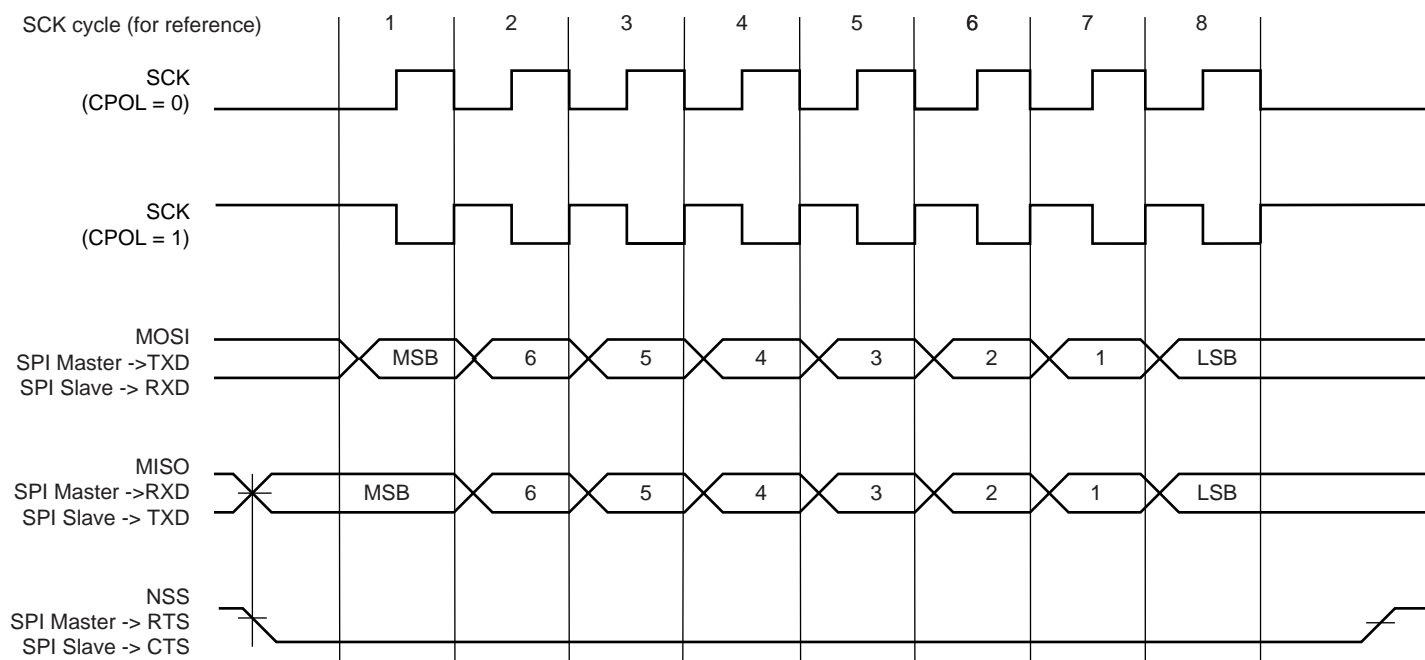 SCK cycle (for reference) 1 2 3 4 5 6 7 8
SCK
(CPOL = 0)
SCK
(CPOL = 1)
MOSI
SPI Master ->TXD
SPI Slave -> RXD
MSB 6 5 4 3 2 1 LSB
MISO
SPI Master ->RXD
SPI Slave -> TXD
MSB 6 5 4 3 2 1 LSB
NSS
SPI Master -> RTS
SPI Slave -> CTS